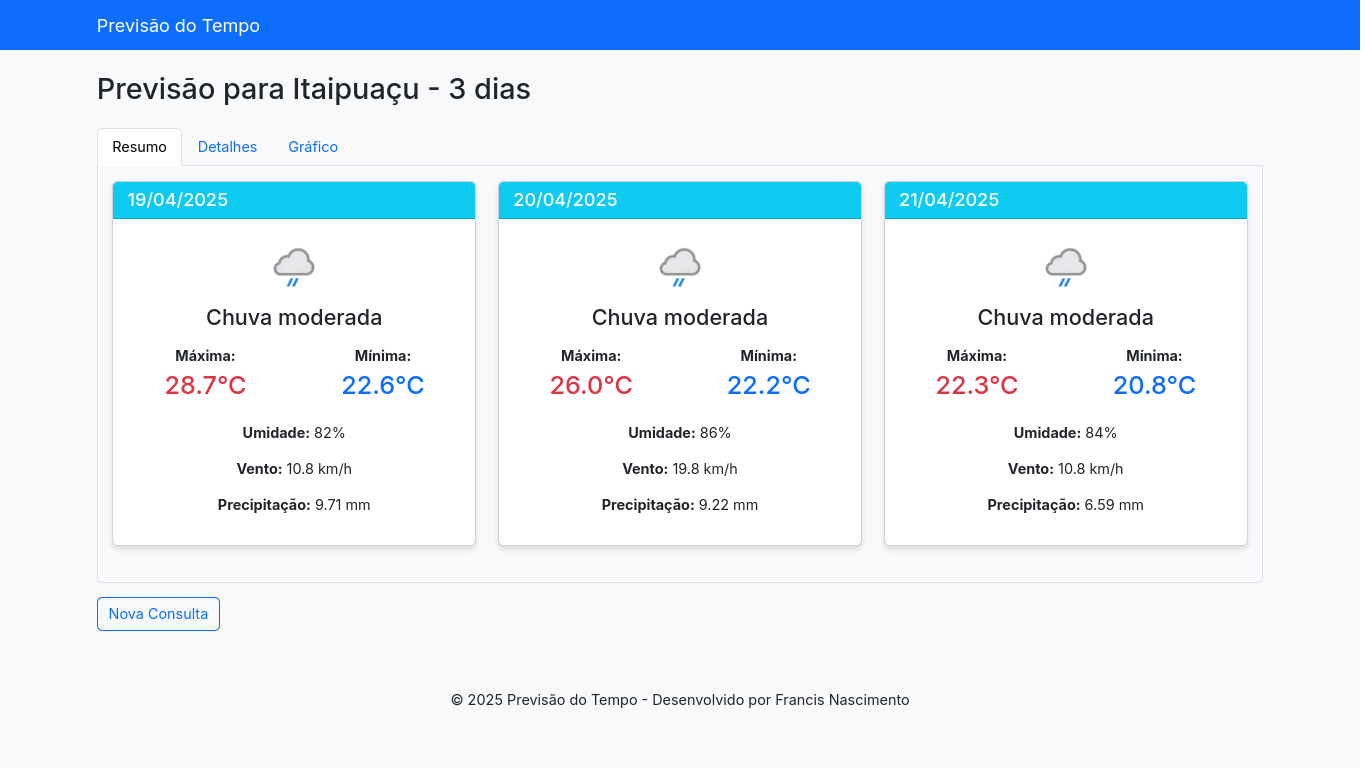 Previsão do Tempo
Previsão para Itaipuaçu - 3 dias
Resumo Detalhes Gráfico
19/04/2025
Chuva moderada
Máxima: Mínima:
28.7°C 22.6°C
Umidade: 82%
Vento: 10.8 km/h
Precipitação: 9.71 mm
20/04/2025
Chuva moderada
Máxima: Mínima:
26.0°C 22.2°C
Umidade: 86%
Vento: 19.8 km/h
Precipitação: 9.22 mm
21/04/2025
Chuva moderada
Máxima: Mínima:
22.3°C 20.8°C
Umidade: 84%
Vento: 10.8 km/h
Precipitação: 6.59 mm
Nova Consulta
© 2025 Previsão do Tempo - Desenvolvido por Francis Nascimento